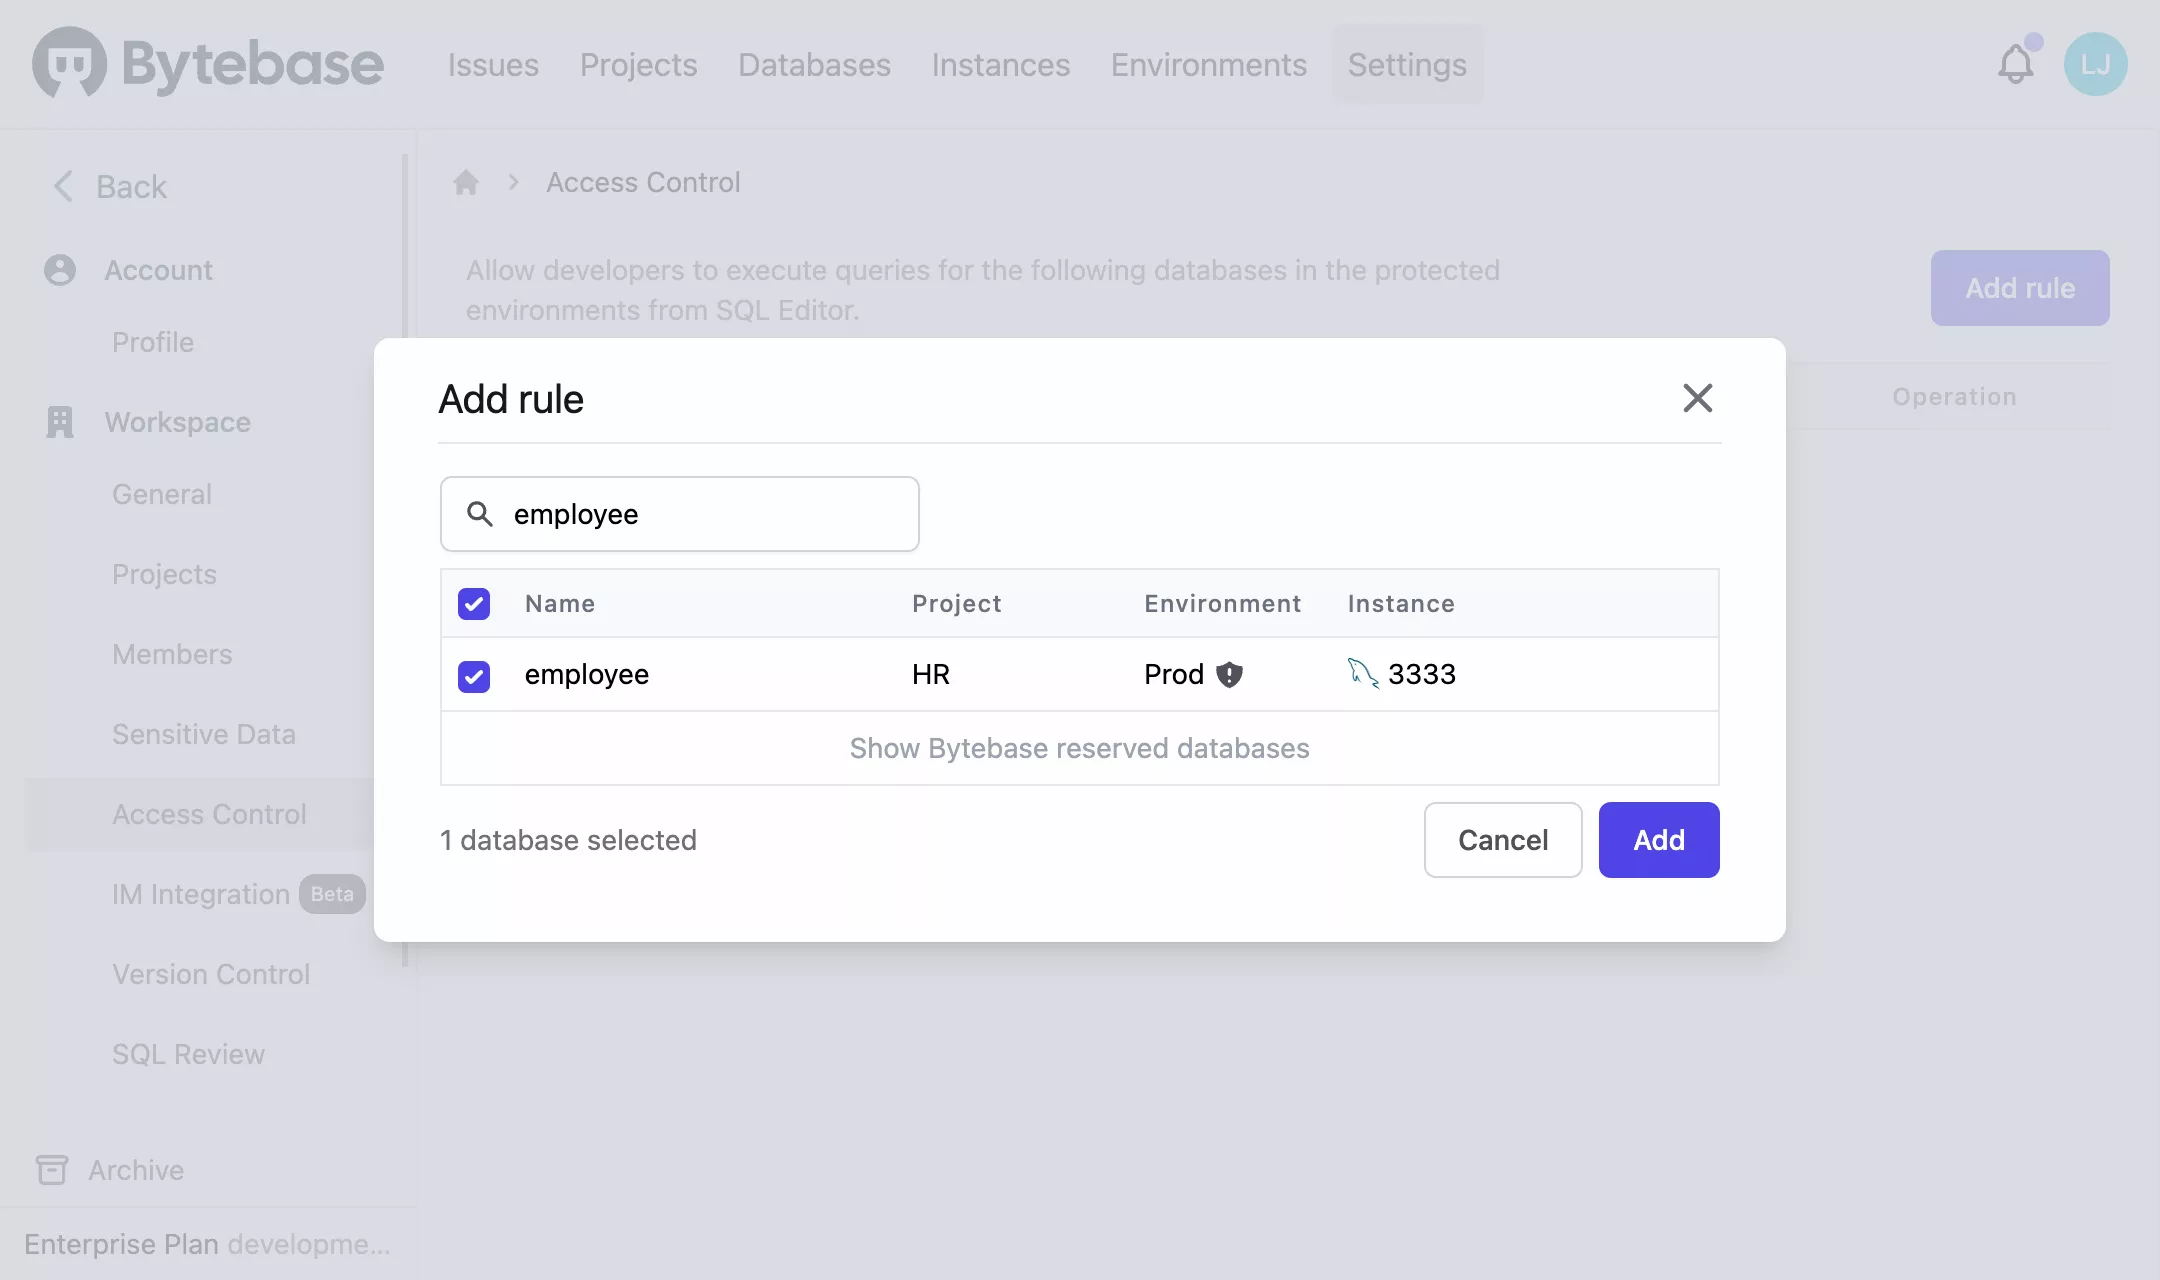 Bytebase Issues Projects Databases Instances Environments Settings LJ
Back
Account
Profile
Workspace
General
Projects
Members
Sensitive Data
Access Control
IM Integration Beta
Version Control
SQL Review
Archive
Enterprise Plan developme...
Access Control
Allow developers to execute queries for the following databases in the protected
environments from SQL Editor.
Add rule
Operation
Add rule
employee
Name Project Environment Instance
employee HR Prod 3333
Show Bytebase reserved databases
1 database selected
Cancel Add